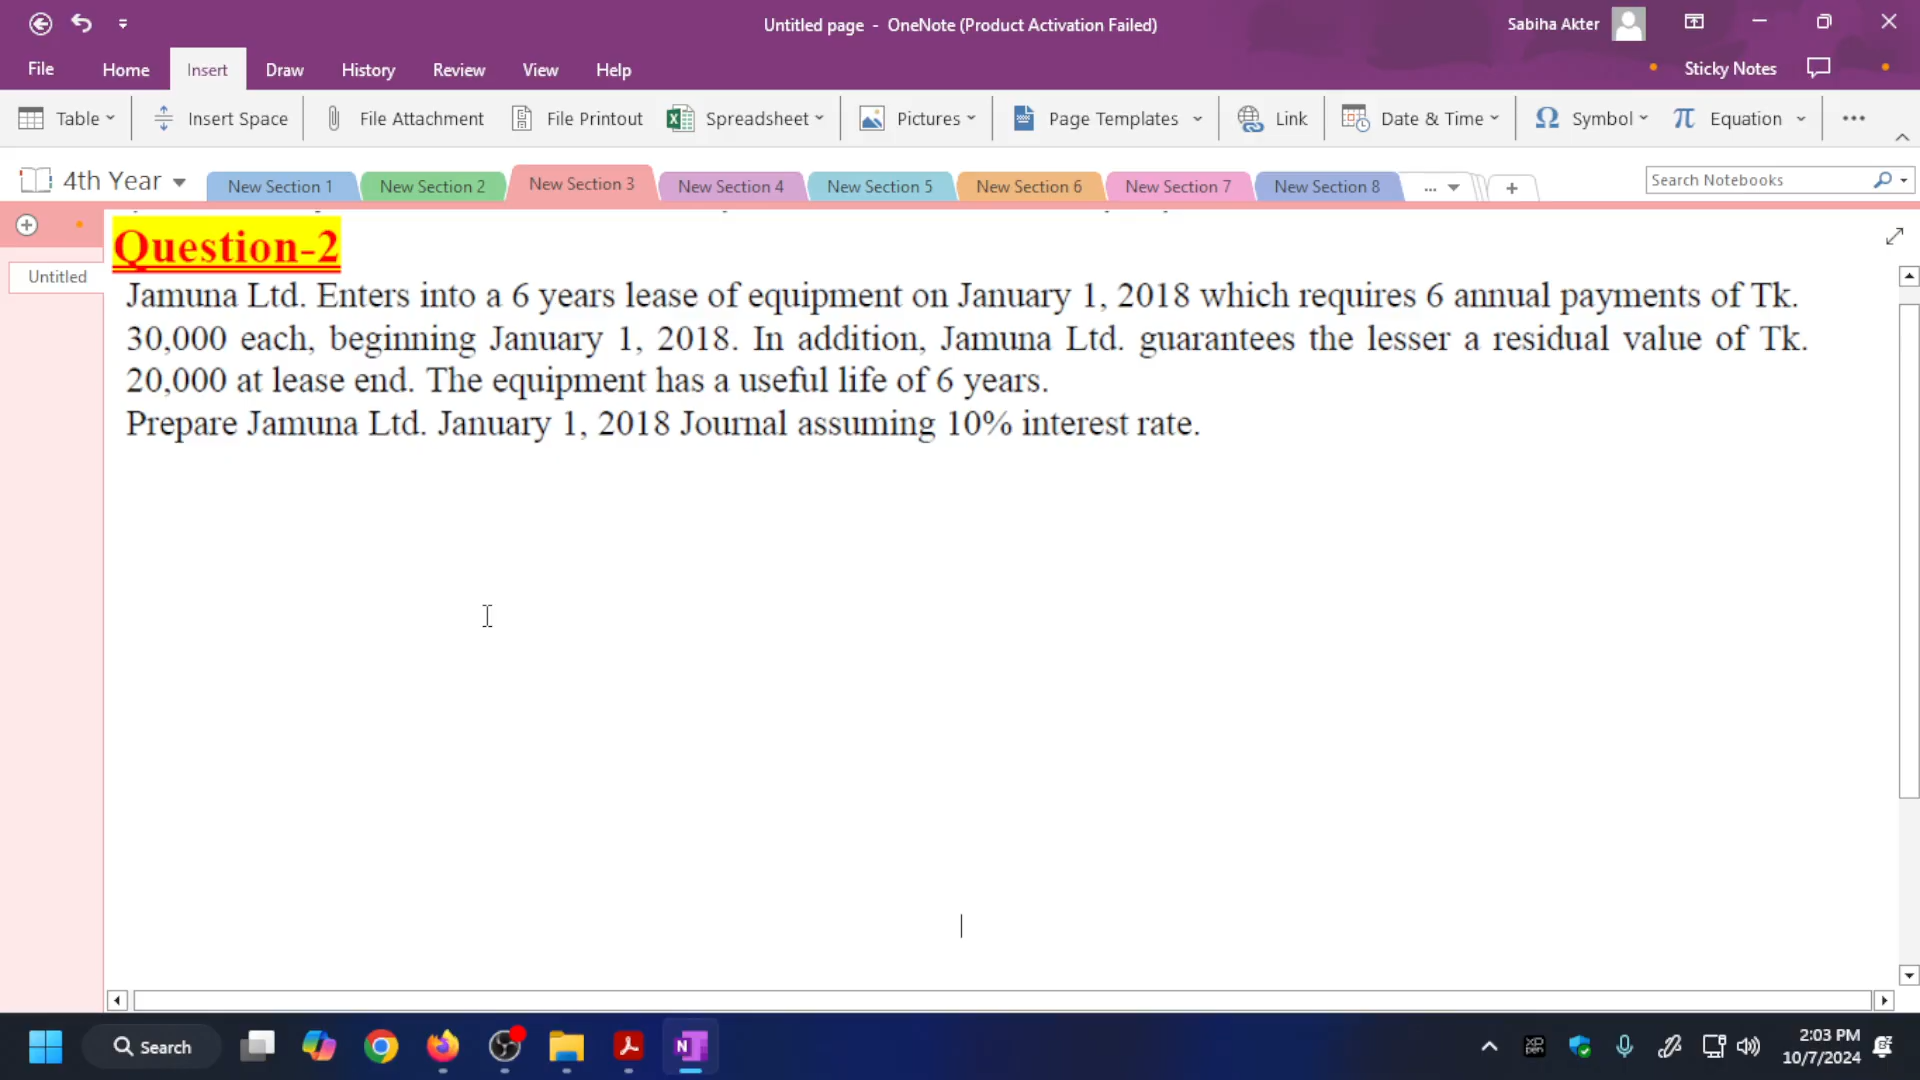 Untitled page - OneNote (Product Activation Failed)
Sabiha Akter
File Home Insert Draw History Review View Help
Sticky Notes
Table Insert Space File Attachment File Printout Spreadsheet Pictures Page Templates Link Date & Time Symbol Equation
4th Year New Section 1 New Section 2 New Section 3 New Section 4 New Section 5 New Section 6 New Section 7 New Section 8 ... +
Search Notebooks
Untitled
Question-2
Jamuna Ltd. Enters into a 6 years lease of equipment on January 1, 2018 which requires 6 annual payments of Tk.
30,000 each, beginning January 1, 2018. In addition, Jamuna Ltd. guarantees the lesser a residual value of Tk.
20,000 at lease end. The equipment has a useful life of 6 years.
Prepare Jamuna Ltd. January 1, 2018 Journal assuming 10% interest rate.
Search
2:03 PM
10/7/2024